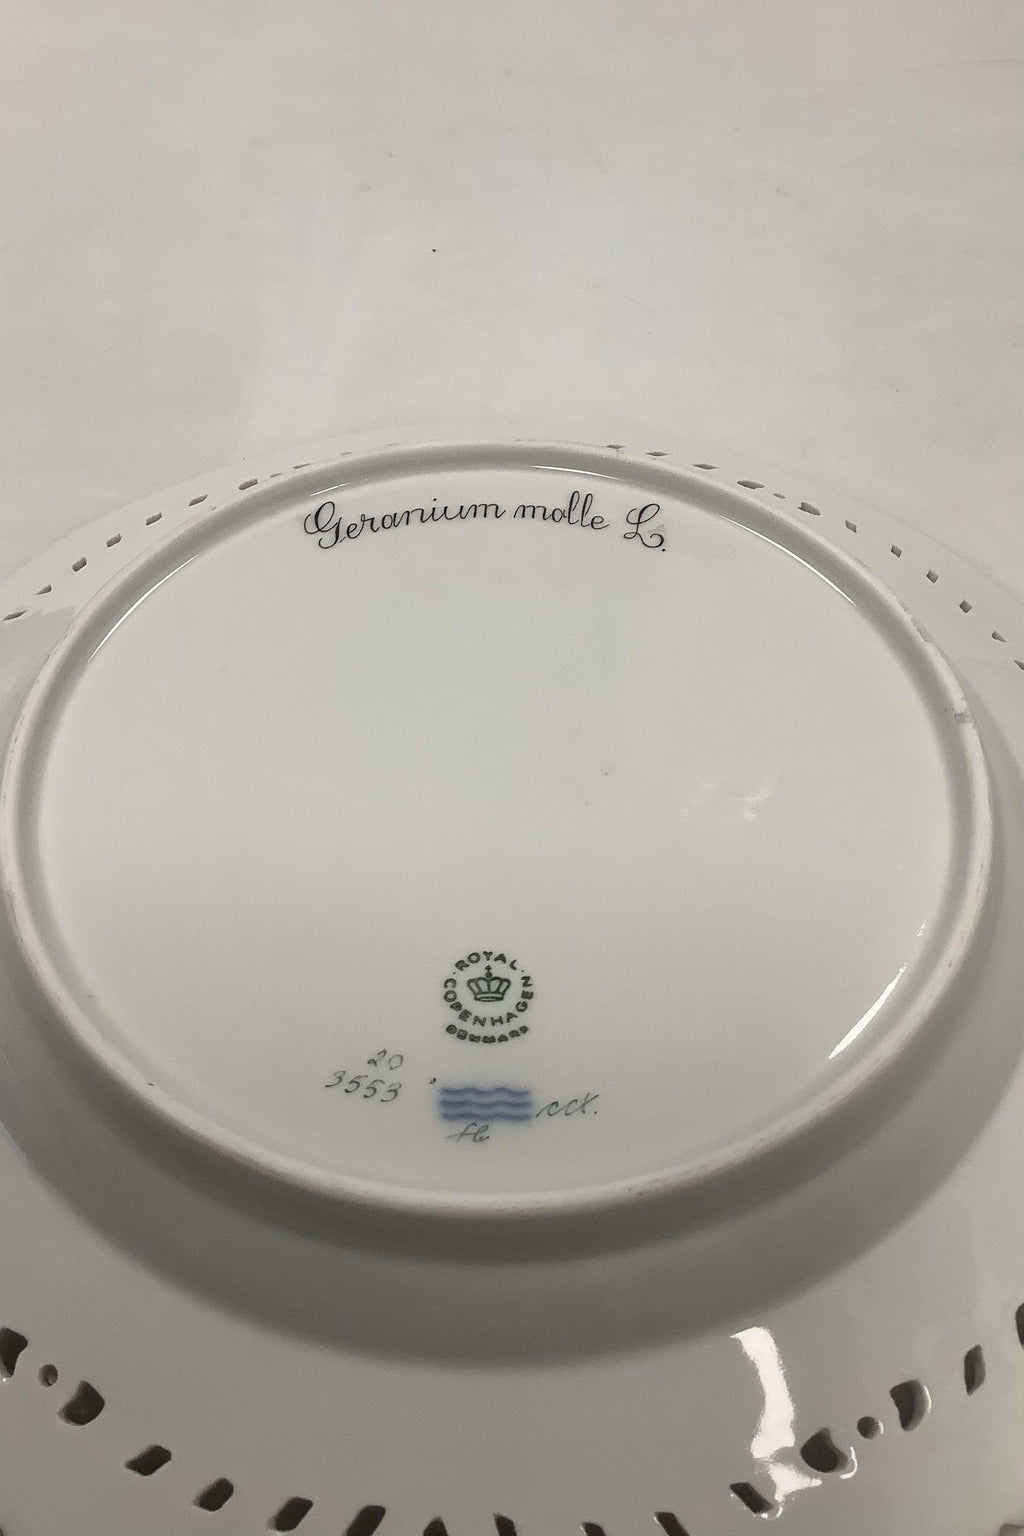 Geranium molle L.
ROYAL
COPENHAGEN
DENMARK
20
3553